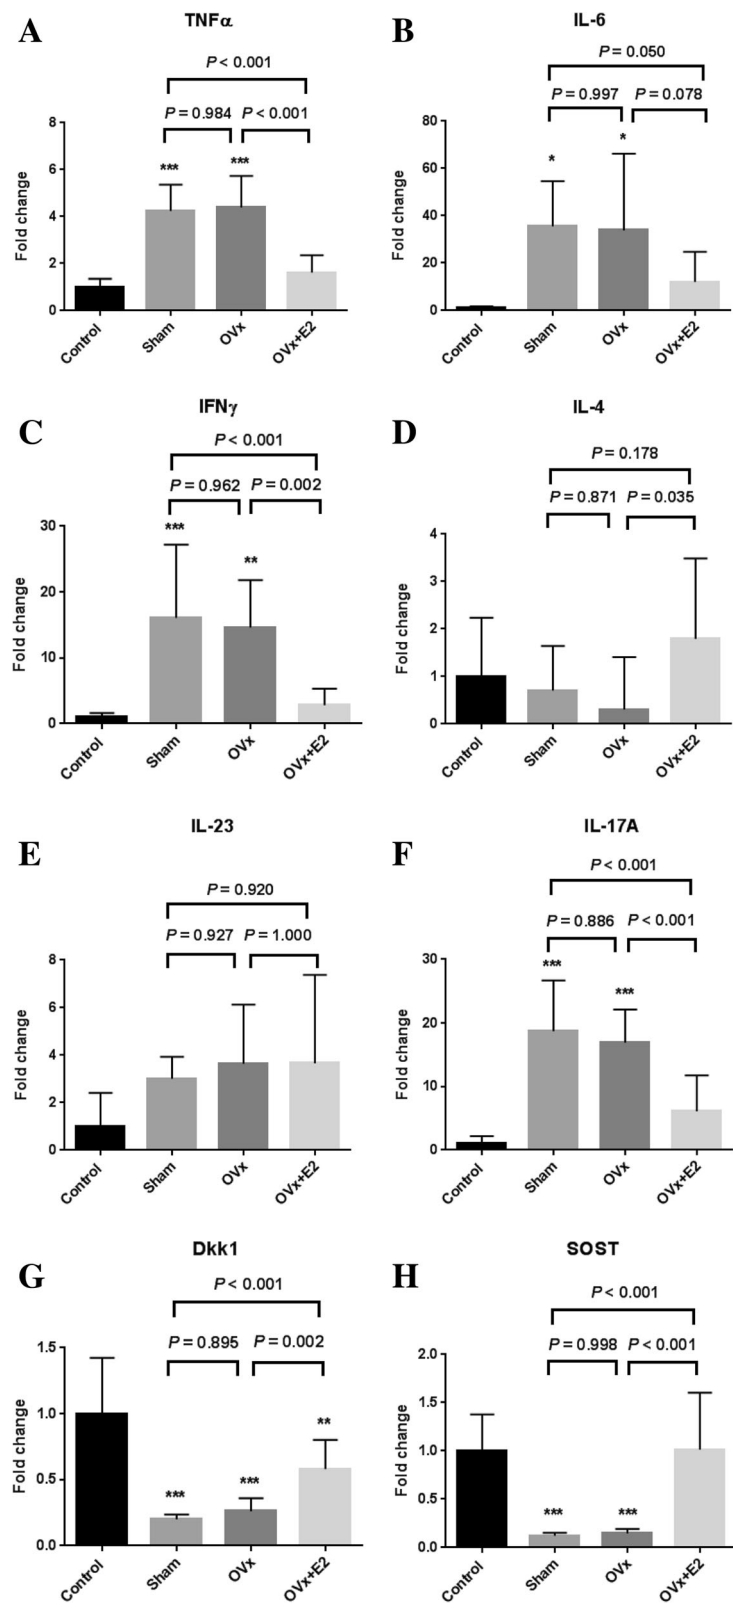 A
TNFα
P < 0.001
P = 0.984
P < 0.001
8
6
4
2
0
Fold change
***
***
Control
Sham
OVx
OVx+E2
B
IL-6
P = 0.050
P = 0.997
P = 0.078
80
60
40
20
0
Fold change
*
*
Control
Sham
OVx
OVx+E2
C
IFNγ
P < 0.001
P = 0.962
P = 0.002
30
20
10
0
Fold change
***
**
Control
Sham
OVx
OVx+E2
D
IL-4
P = 0.178
P = 0.871
P = 0.035
4
3
2
1
0
Fold change
Control
Sham
OVx
OVx+E2
E
IL-23
P = 0.920
P = 0.927
P = 1.000
8
6
4
2
0
Fold change
Control
Sham
OVx
OVx+E2
F
IL-17A
P < 0.001
P = 0.886
P < 0.001
30
20
10
0
Fold change
***
***
Control
Sham
OVx
OVx+E2
G
Dkk1
P < 0.001
P = 0.895
P = 0.002
1.5
1.0
0.5
0.0
Fold change
***
***
**
Control
Sham
OVx
OVx+E2
H
SOST
P < 0.001
P = 0.998
P < 0.001
2.0
1.5
1.0
0.5
0.0
Fold change
***
***
Control
Sham
OVx
OVx+E2